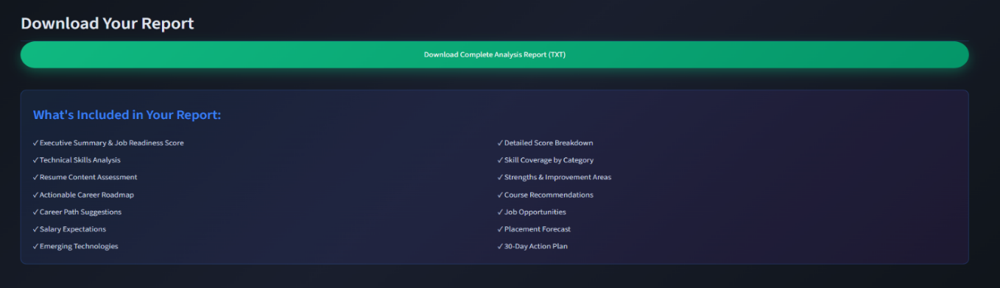 Download Your Report
Download Complete Analysis Report (TXT)
What's Included in Your Report:
✓ Executive Summary & Job Readiness Score
✓ Technical Skills Analysis
✓ Resume Content Assessment
✓ Actionable Career Roadmap
✓ Career Path Suggestions
✓ Salary Expectations
✓ Emerging Technologies
✓ Detailed Score Breakdown
✓ Skill Coverage by Category
✓ Strengths & Improvement Areas
✓ Course Recommendations
✓ Job Opportunities
✓ Placement Forecast
✓ 30-Day Action Plan